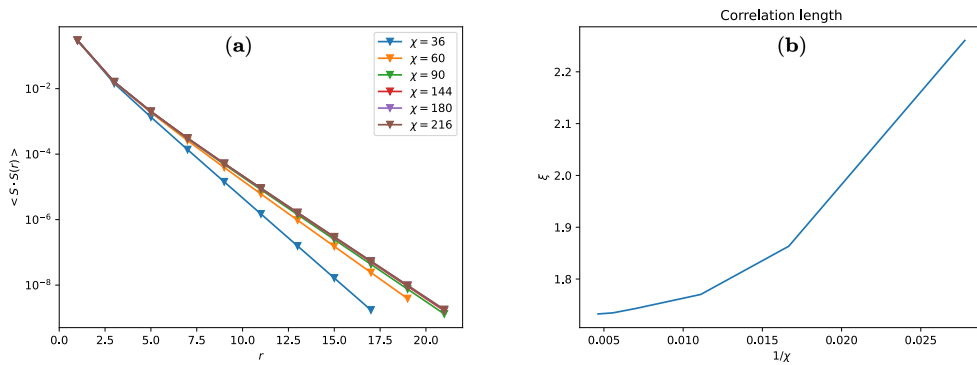 Correlation length
(a)
(b)
χ = 36
χ = 60
χ = 90
χ = 144
χ = 180
χ = 216
10⁻²
10⁻⁴
10⁻⁶
10⁻⁸
< S · S(r) >
0.0 2.5 5.0 7.5 10.0 12.5 15.0 17.5 20.0
r
2.2
2.1
2.0
1.9
1.8
ξ
0.005 0.010 0.015 0.020 0.025
1/χ